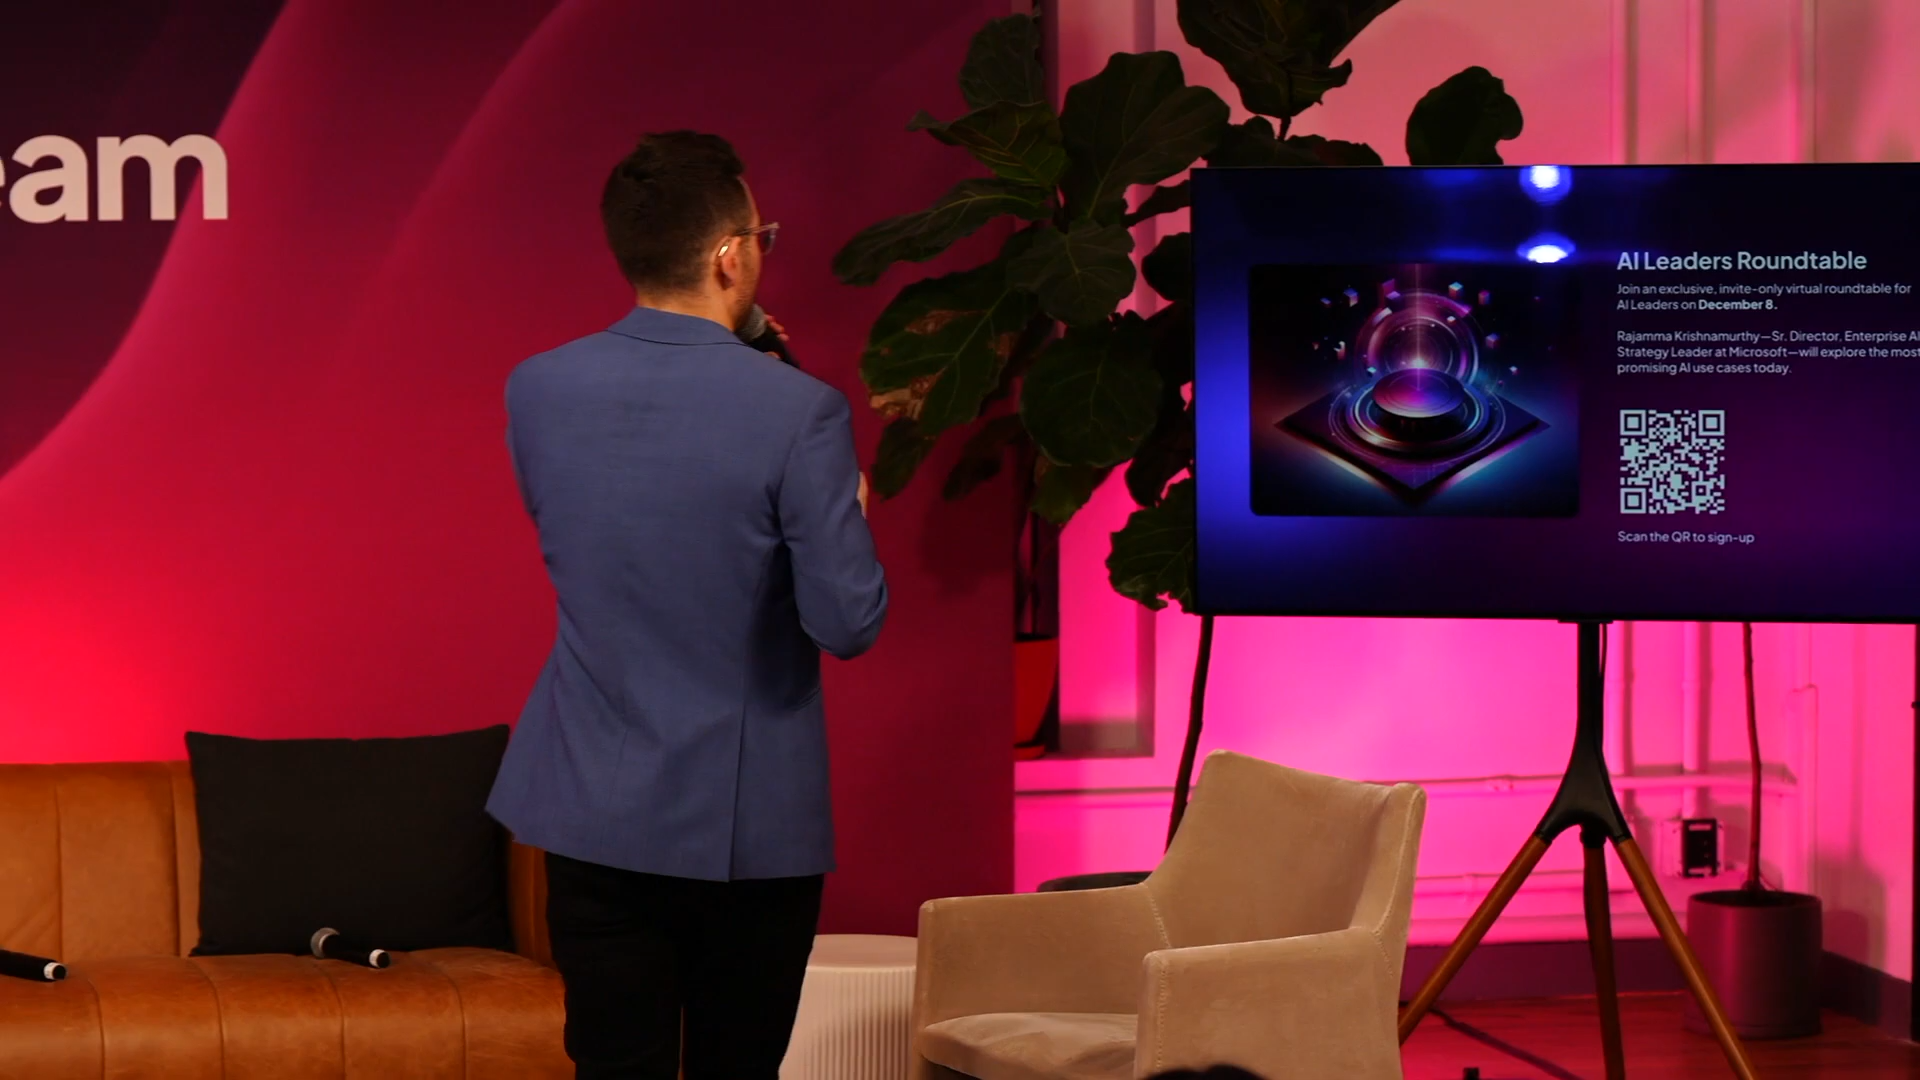 eam
AI Leaders Roundtable
Join an exclusive, invite-only virtual roundtable for
AI Leaders on December 8.
Rajamma Krishnamurthy—Sr. Director, Enterprise AI
Strategy Leader at Microsoft—will explore the most
promising AI use cases today.
Scan the QR to sign-up